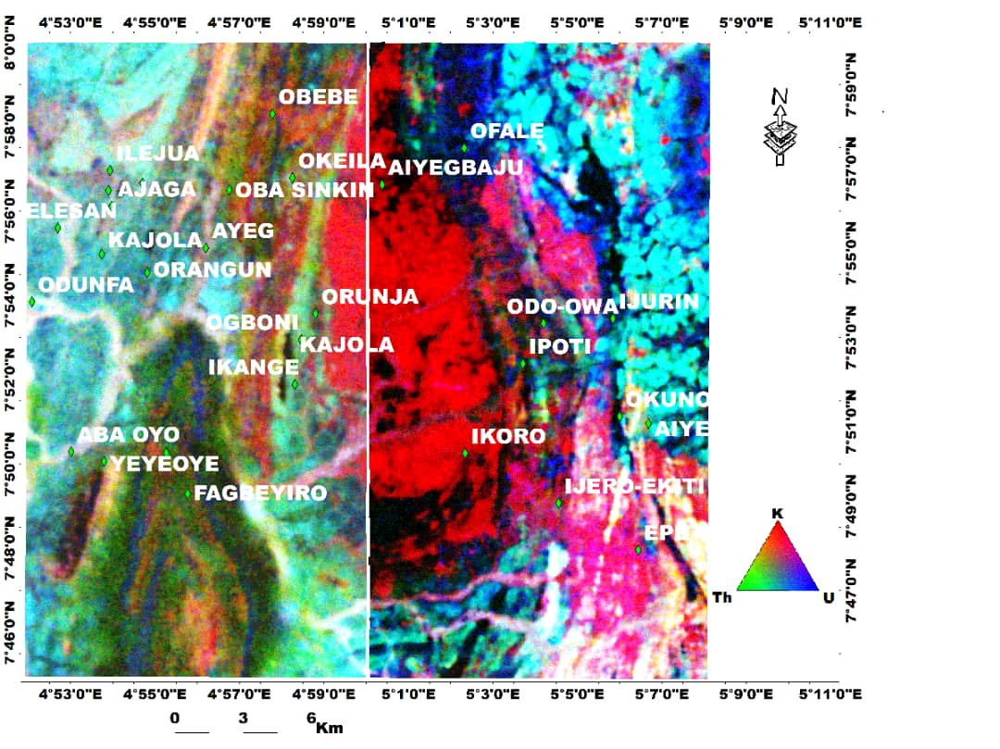 4°53'0"E 4°55'0"E 4°57'0"E 4°59'0"E 5°1'0"E 5°3'0"E 5°5'0"E 5°7'0"E 5°9'0"E 5°11'0"E
8°0'0"N
7°58'0"N
7°56'0"N
7°54'0"N
7°52'0"N
7°50'0"N
7°48'0"N
7°46'0"N
OBEBE
OFALE
ILEJUA
OKEILA
AIYEGBAJU
AJAGA
OBA SINKIN
ELESAN
AYEG
KAJOLA
ORANGUN
ODUNFA
ORUNJA
ODO-OWA
IJURIN
OGBONI
KAJOLA
IPOTI
IKANGE
OKUNO
AIYE
ABA OYO
IKORO
YEYEOYE
IJERO-EKITI
FAGBEYIRO
7°59'0"N
7°57'0"N
7°55'0"N
7°53'0"N
7°51'0"N
7°49'0"N
7°47'0"N
N
K
Th U
4°53'0"E 4°55'0"E 4°57'0"E 4°59'0"E 5°1'0"E 5°3'0"E 5°5'0"E 5°7'0"E 5°9'0"E 5°11'0"E
0 3 6
Km